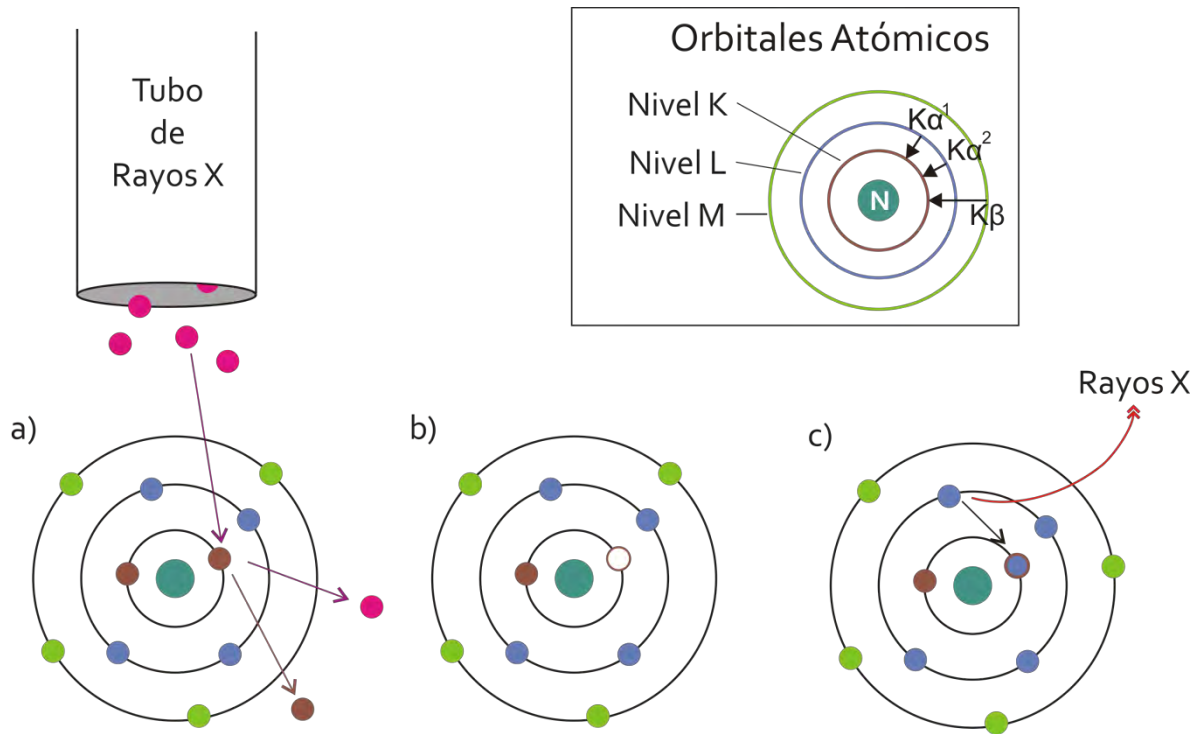 Tubo
de
Rayos X
Orbitales Atómicos
Nivel K
Nivel L
Nivel M
Kα¹
Kα²
Kβ
N
a)
b)
c)
Rayos X